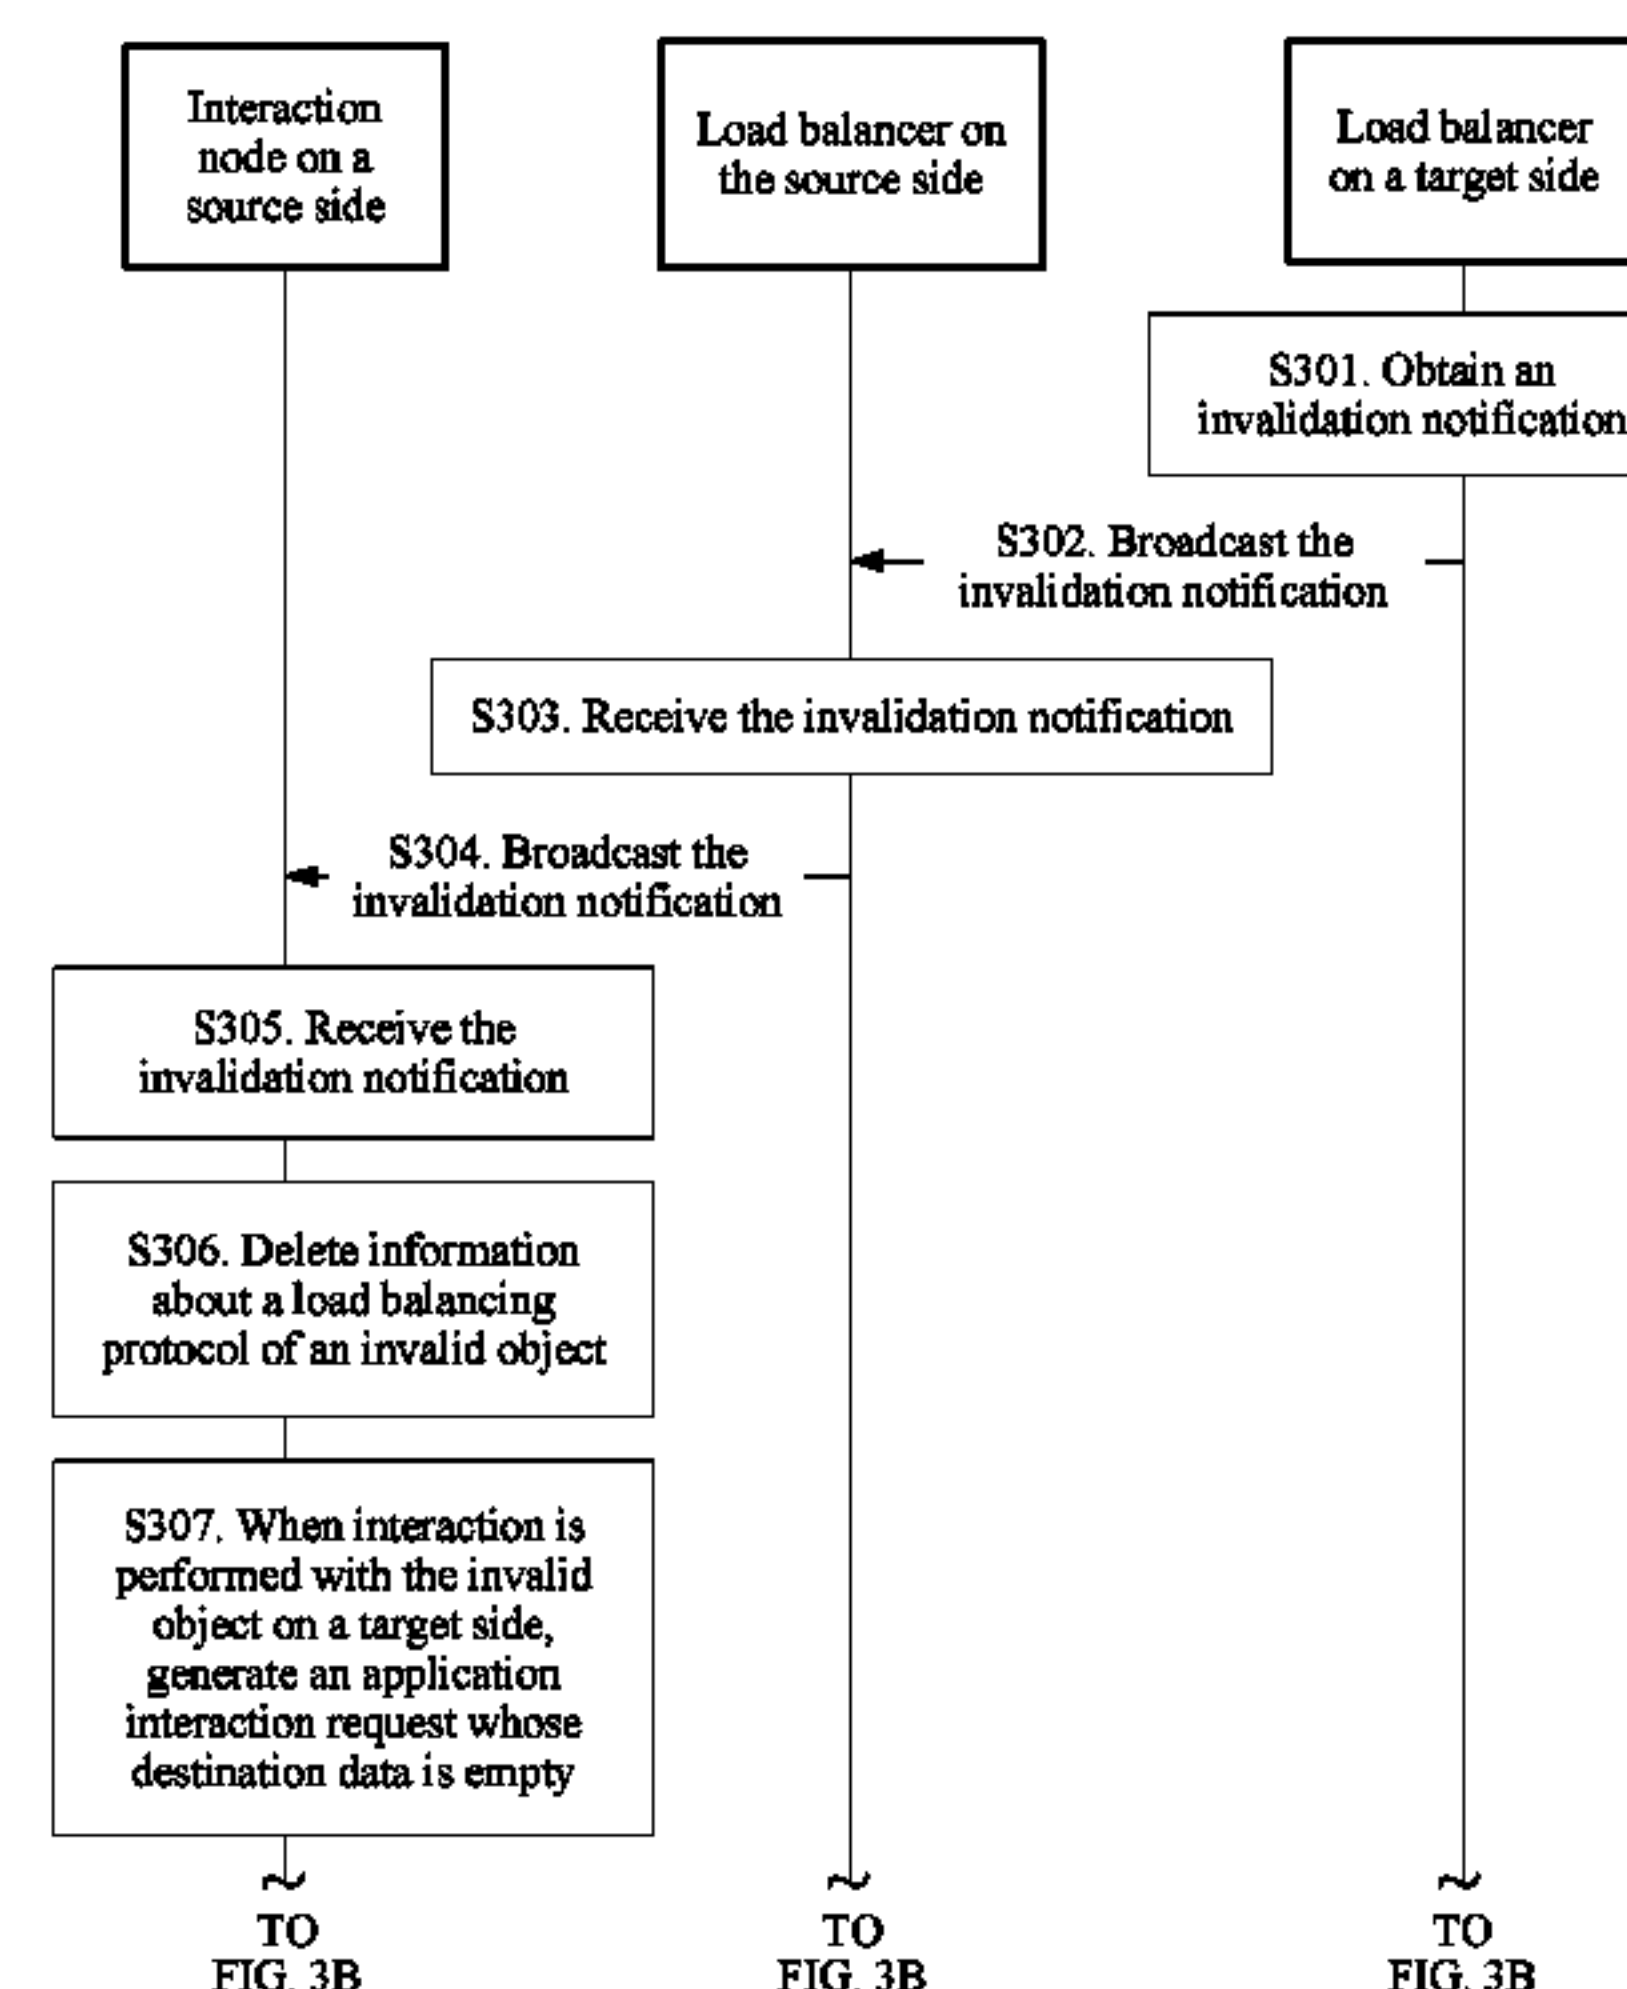 Interaction
node on a
source side
Load balancer on
the source side
Load balancer
on a target side
S301. Obtain an
invalidation notification
S302. Broadcast the
invalidation notification
S303. Receive the invalidation notification
S304. Broadcast the
invalidation notification
S305. Receive the
invalidation notification
S306. Delete information
about a load balancing
protocol of an invalid object
S307. When interaction is
performed with the invalid
object on a target side,
generate an application
interaction request whose
destination data is empty
~
TO
FIG. 3B
~
TO
FIG. 3B
~
TO
FIG. 3B